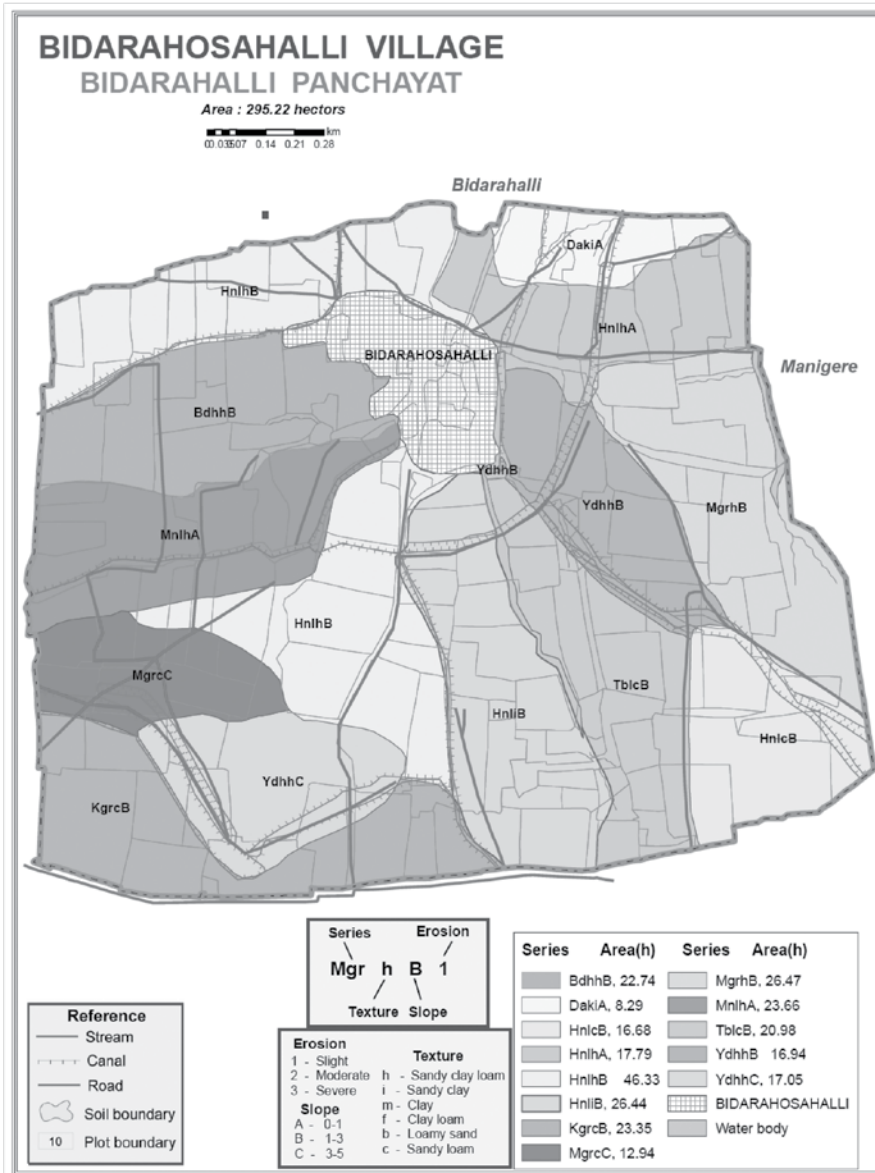 BIDARAHOSAHALLI VILLAGE
BIDARAHALLI PANCHAYAT
Area : 295.22 hectors
km
0.14 0.21 0.28
Bidarahalli
DakiA
HnlhB
HnlhA
BIDARAHOSAHALLI
Manigere
BdhhB
YdhhB
YdhhB
MgrhB
MnlhA
HnlhB
MgrcC
TblcB
HnliB
HnlcB
YdhhC
KgrcB
Series Erosion
Mgr h B 1
Texture Slope
Reference
Stream
Canal
Road
Soil boundary
10 Plot boundary
Erosion
1 - Slight
2 - Moderate
3 - Severe
Slope
A - 0-1
B - 1-3
C - 3-5
Texture
h - Sandy clay loam
i - Sandy clay
m - Clay
f - Clay loam
b - Loamy sand
c - Sandy loam
Series Area(h) Series Area(h)
BdhhB, 22.74 MgrhB, 26.47
DakiA, 8.29 MnlhA, 23.66
HnlcB, 16.68 TblcB, 20.98
HnlhA, 17.79 YdhhB 16.94
HnlhB 46.33 YdhhC, 17.05
HnliB, 26.44 BIDARAHOSAHALLI
KgrcB, 23.35 Water body
MgrcC, 12.94